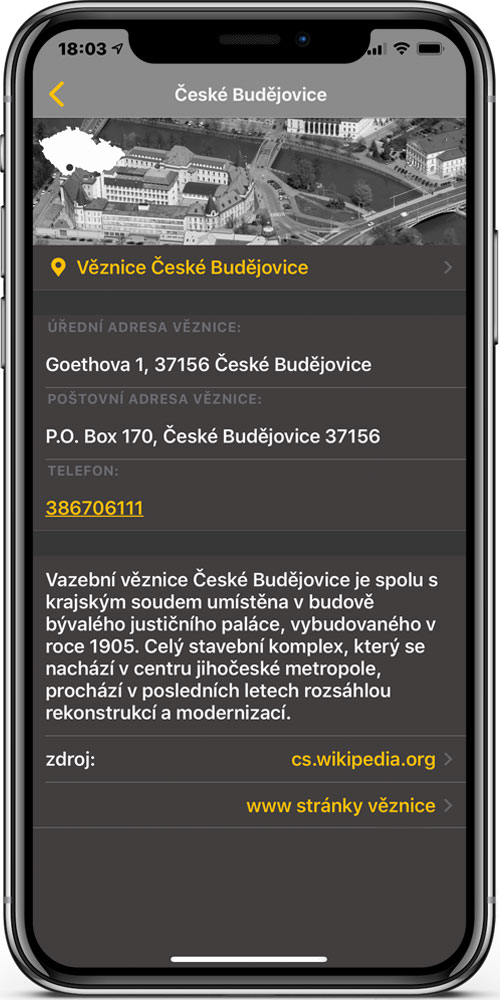 18:03
České Budějovice
Věznice České Budějovice
ÚŘEDNÍ ADRESA VĚZNICE:
Goethova 1, 37156 České Budějovice
POŠTOVNÍ ADRESA VĚZNICE:
P.O. Box 170, České Budějovice 37156
TELEFON:
386706111
Vazební věznice České Budějovice je spolu s
krajským soudem umístěna v budově
bývalého justičního paláce, vybudovaného v
roce 1905. Celý stavební komplex, který se
nachází v centru jihočeské metropole,
prochází v posledních letech rozsáhlou
rekonstrukcí a modernizací.
zdroj: cs.wikipedia.org
www stránky věznice